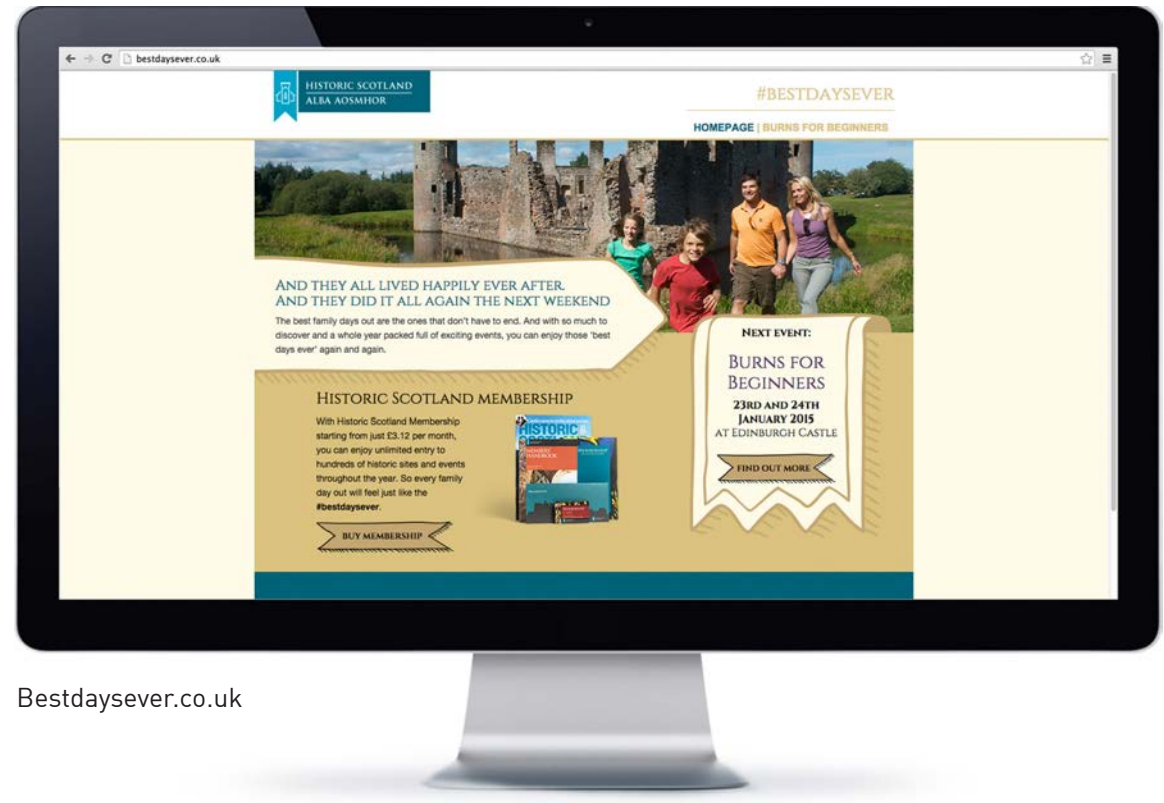 bestdaysever.co.uk
HISTORIC SCOTLAND
ALBA AOSMHOR
#BESTDAYSEVER
HOMEPAGE | BURNS FOR BEGINNERS
AND THEY ALL LIVED HAPPILY EVER AFTER.
AND THEY DID IT ALL AGAIN THE NEXT WEEKEND
The best family days out are the ones that don't have to end. And with so much to
discover and a whole year packed full of exciting events, you can enjoy those 'best
days ever' again and again.
NEXT EVENT:
BURNS FOR
BEGINNERS
23RD AND 24TH
JANUARY 2015
AT EDINBURGH CASTLE
FIND OUT MORE
HISTORIC SCOTLAND MEMBERSHIP
With Historic Scotland Membership
starting from just £3.12 per month,
you can enjoy unlimited entry to
hundreds of historic sites and events
throughout the year. So every family
day out will feel just like the
#bestdaysever.
BUY MEMBERSHIP
HISTORIC
HANDBOOK
Bestdaysever.co.uk